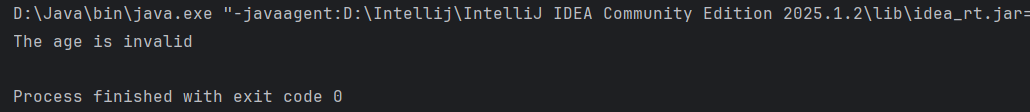 D:\Java\bin\java.exe "-javaagent:D:\Intellij\IntelliJ IDEA Community Edition 2025.1.2\lib\idea_rt.jar=
The age is invalid
Process finished with exit code 0